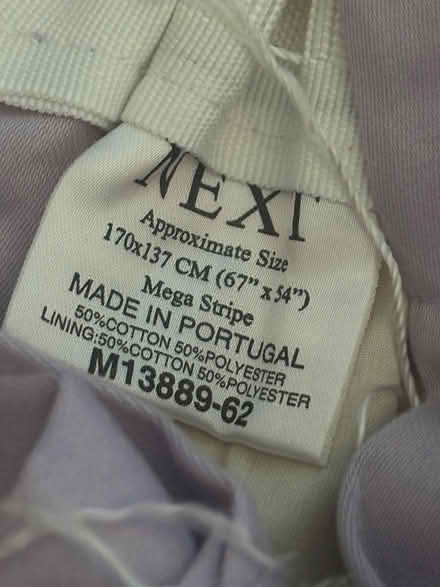 NEXT
Approximate Size
170x137 CM (67" x 54")
Mega Stripe
MADE IN PORTUGAL
50%COTTON 50%POLYESTER
LINING:50%COTTON 50%POLYESTER
M13889-62